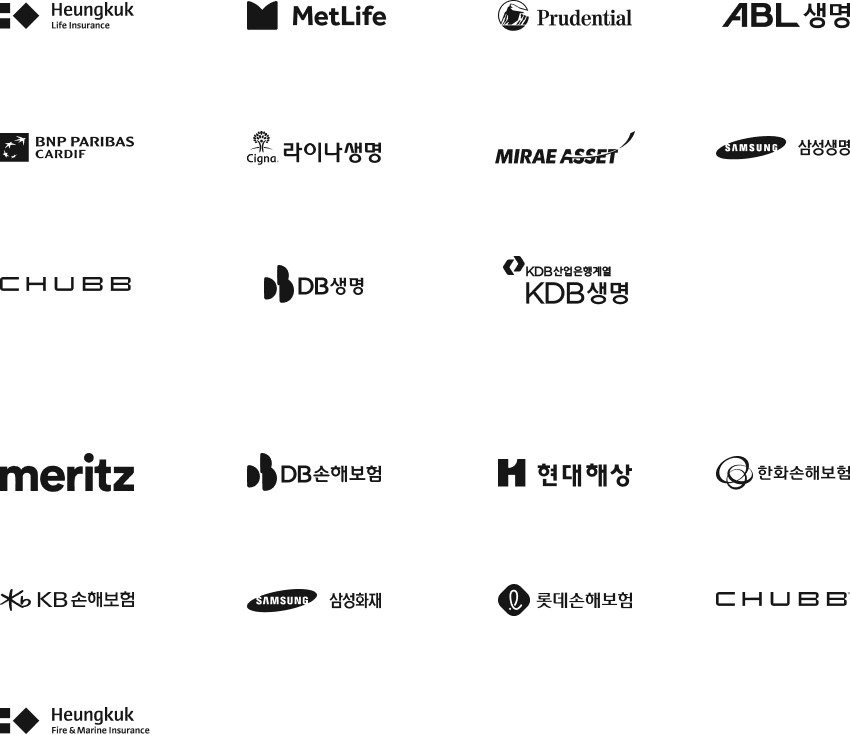 Heungkuk
Life Insurance
MetLife
Prudential
ABL생명
BNP PARIBAS
CARDIF
Cigna. 라이나생명
MIRAE ASSET
SAMSUNG 삼성생명
CHUBB
DB생명
KDB산업은행계열
KDB생명
meritz
DB손해보험
현대해상
한화손해보험
KB손해보험
SAMSUNG 삼성화재
롯데손해보험
CHUBB
Heungkuk
Fire & Marine Insurance